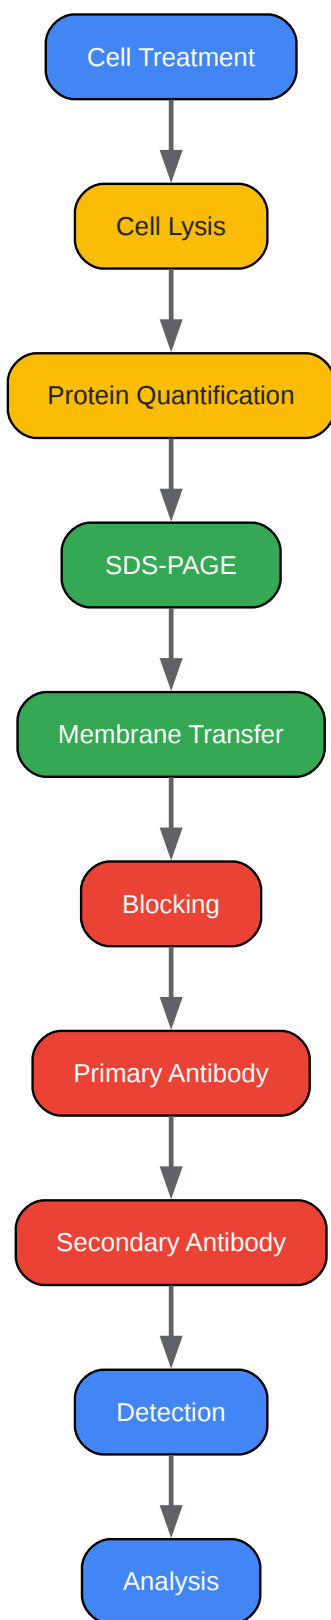 Cell Treatment
Cell Lysis
Protein Quantification
SDS-PAGE
Membrane Transfer
Blocking
Primary Antibody
Secondary Antibody
Detection
Analysis